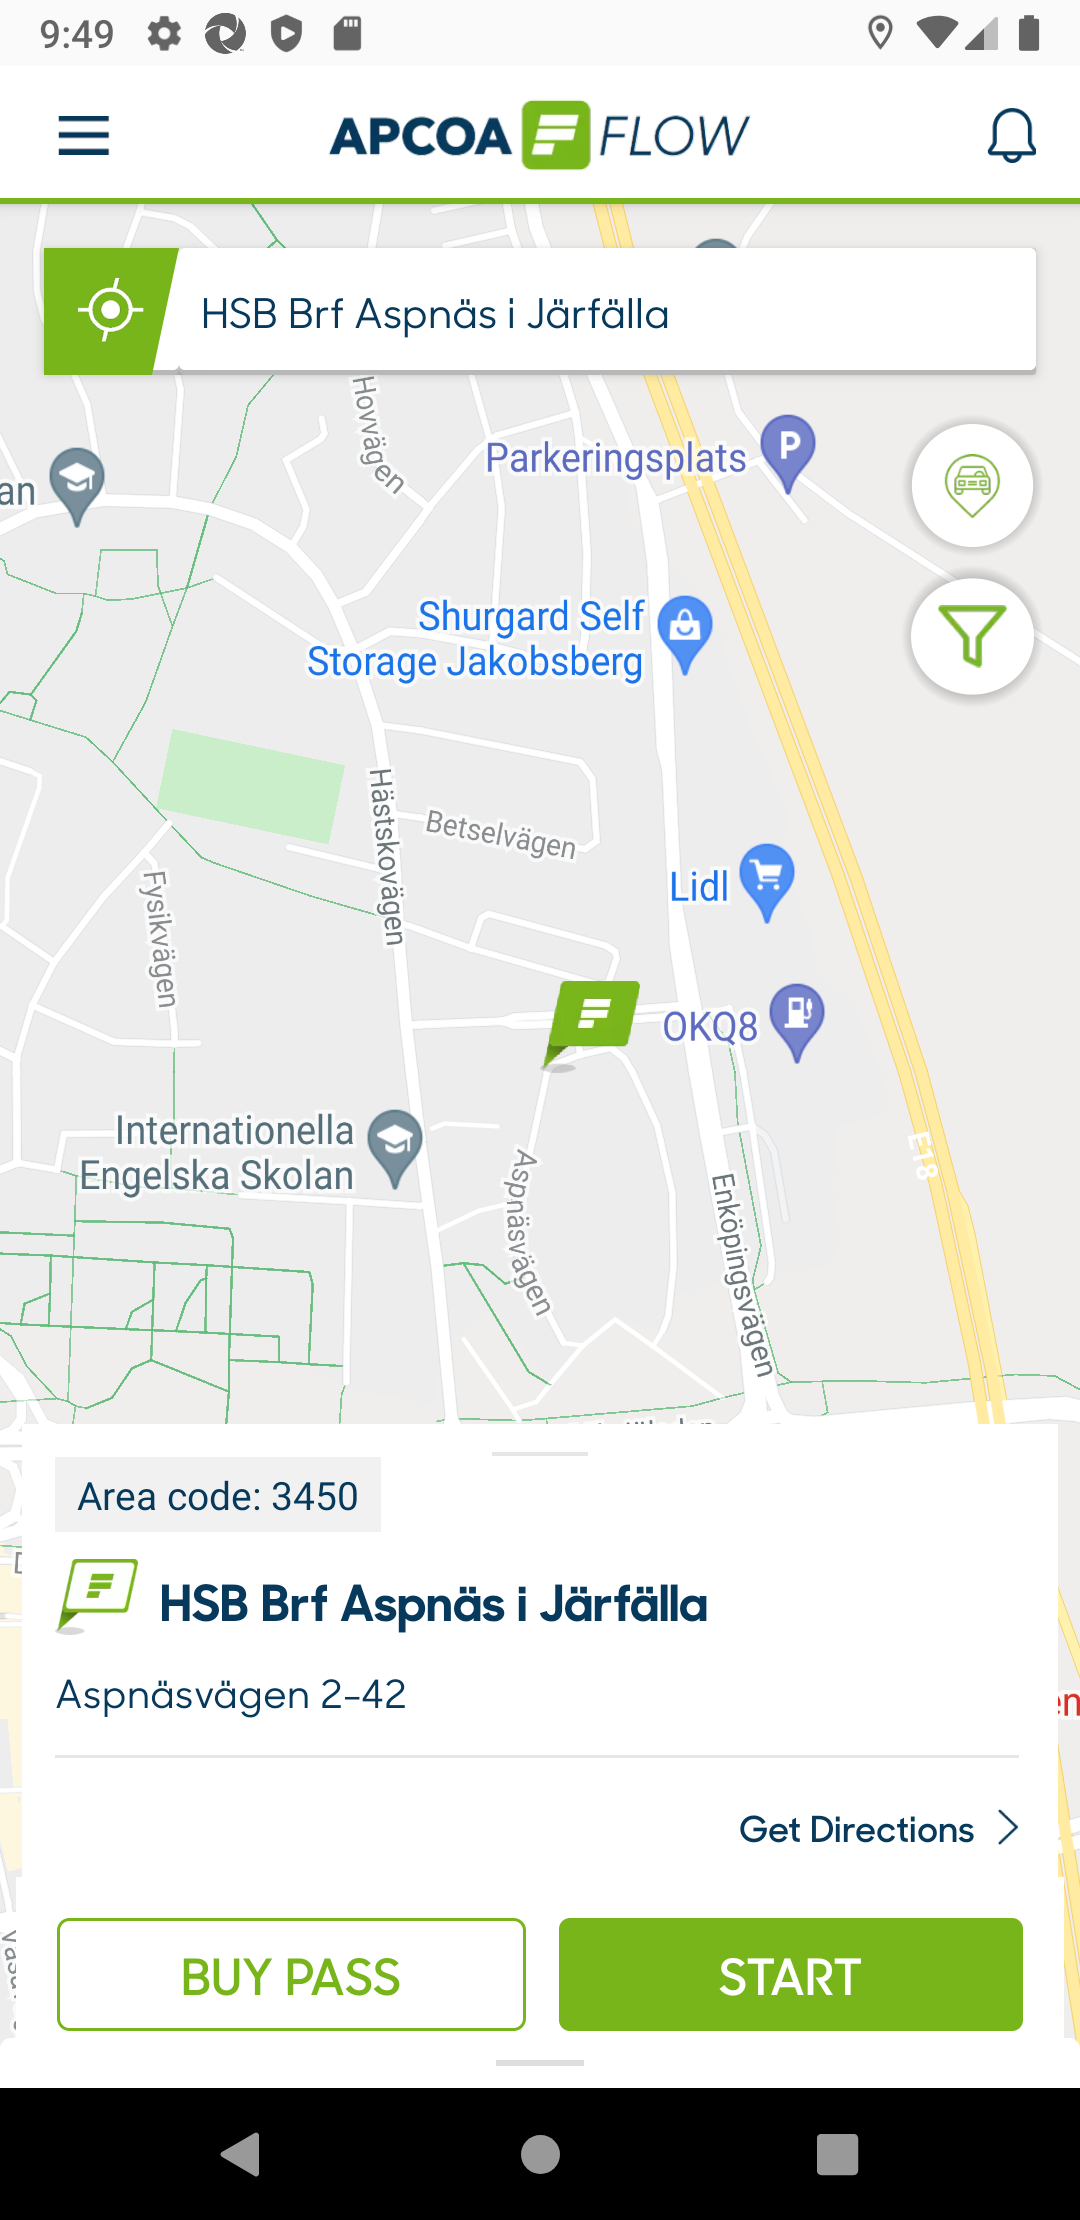 9:49
APCOA FLOW
HSB Brf Aspnäs i Järfälla
Hovvägen
Parkeringsplats
an
Shurgard Self
Storage Jakobsberg
Hästskovägen
Betselvägen
Lidl
Fysikvägen
OKQ8
Internationella
Engelska Skolan
E18
Aspnäsvägen
Enköpingsvägen
Area code: 3450
HSB Brf Aspnäs i Järfälla
Aspnäsvägen 2-42
en
Get Directions
BUY PASS
START